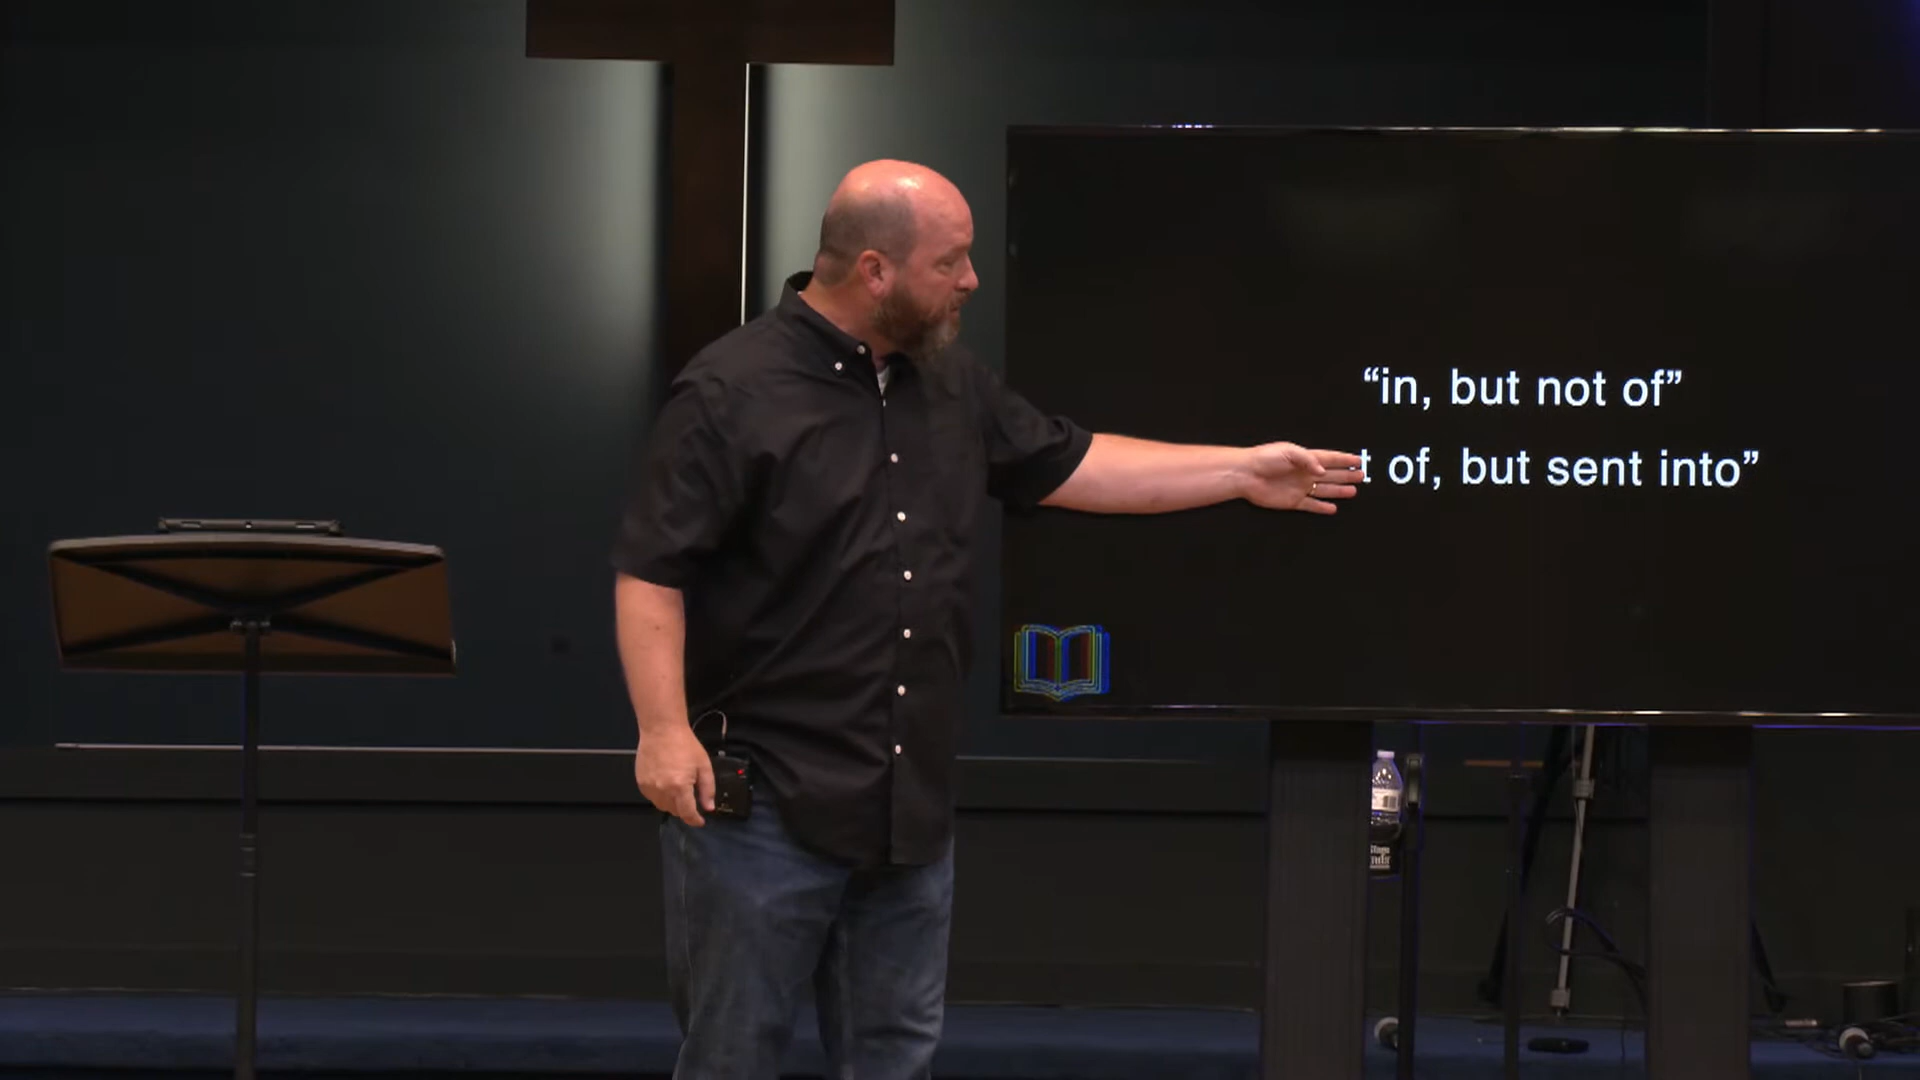 “in, but not of”
t of, but sent into”